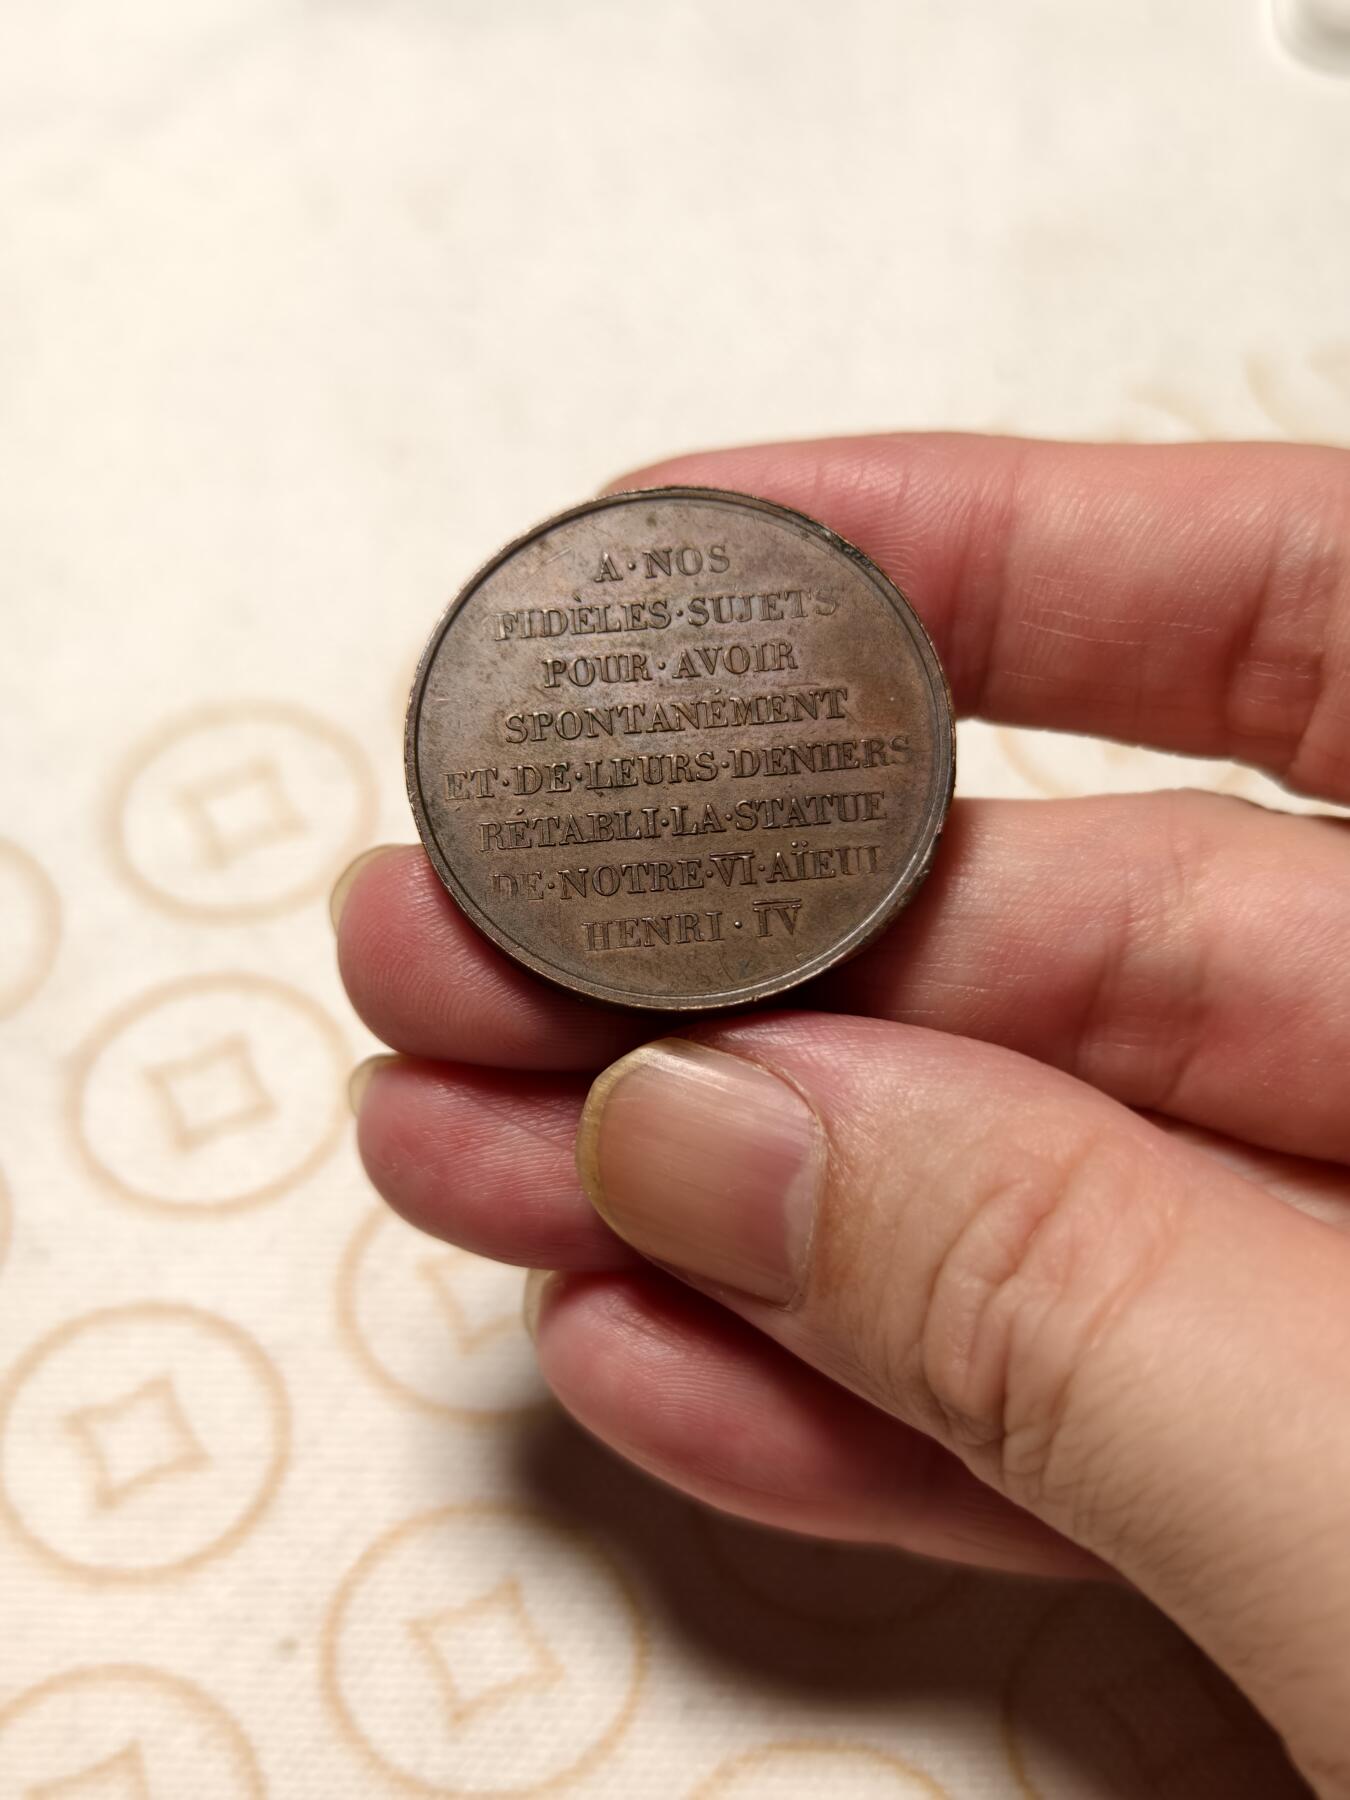 A·NOS
FIDÈLES·SUJETS
POUR·AVOIR
SPONTANÉMENT
ET·DE·LEURS·DENIERS
RÉTABLI·LA·STATUE
DE·NOTRE·VI·AÏEUL
HENRI·IV